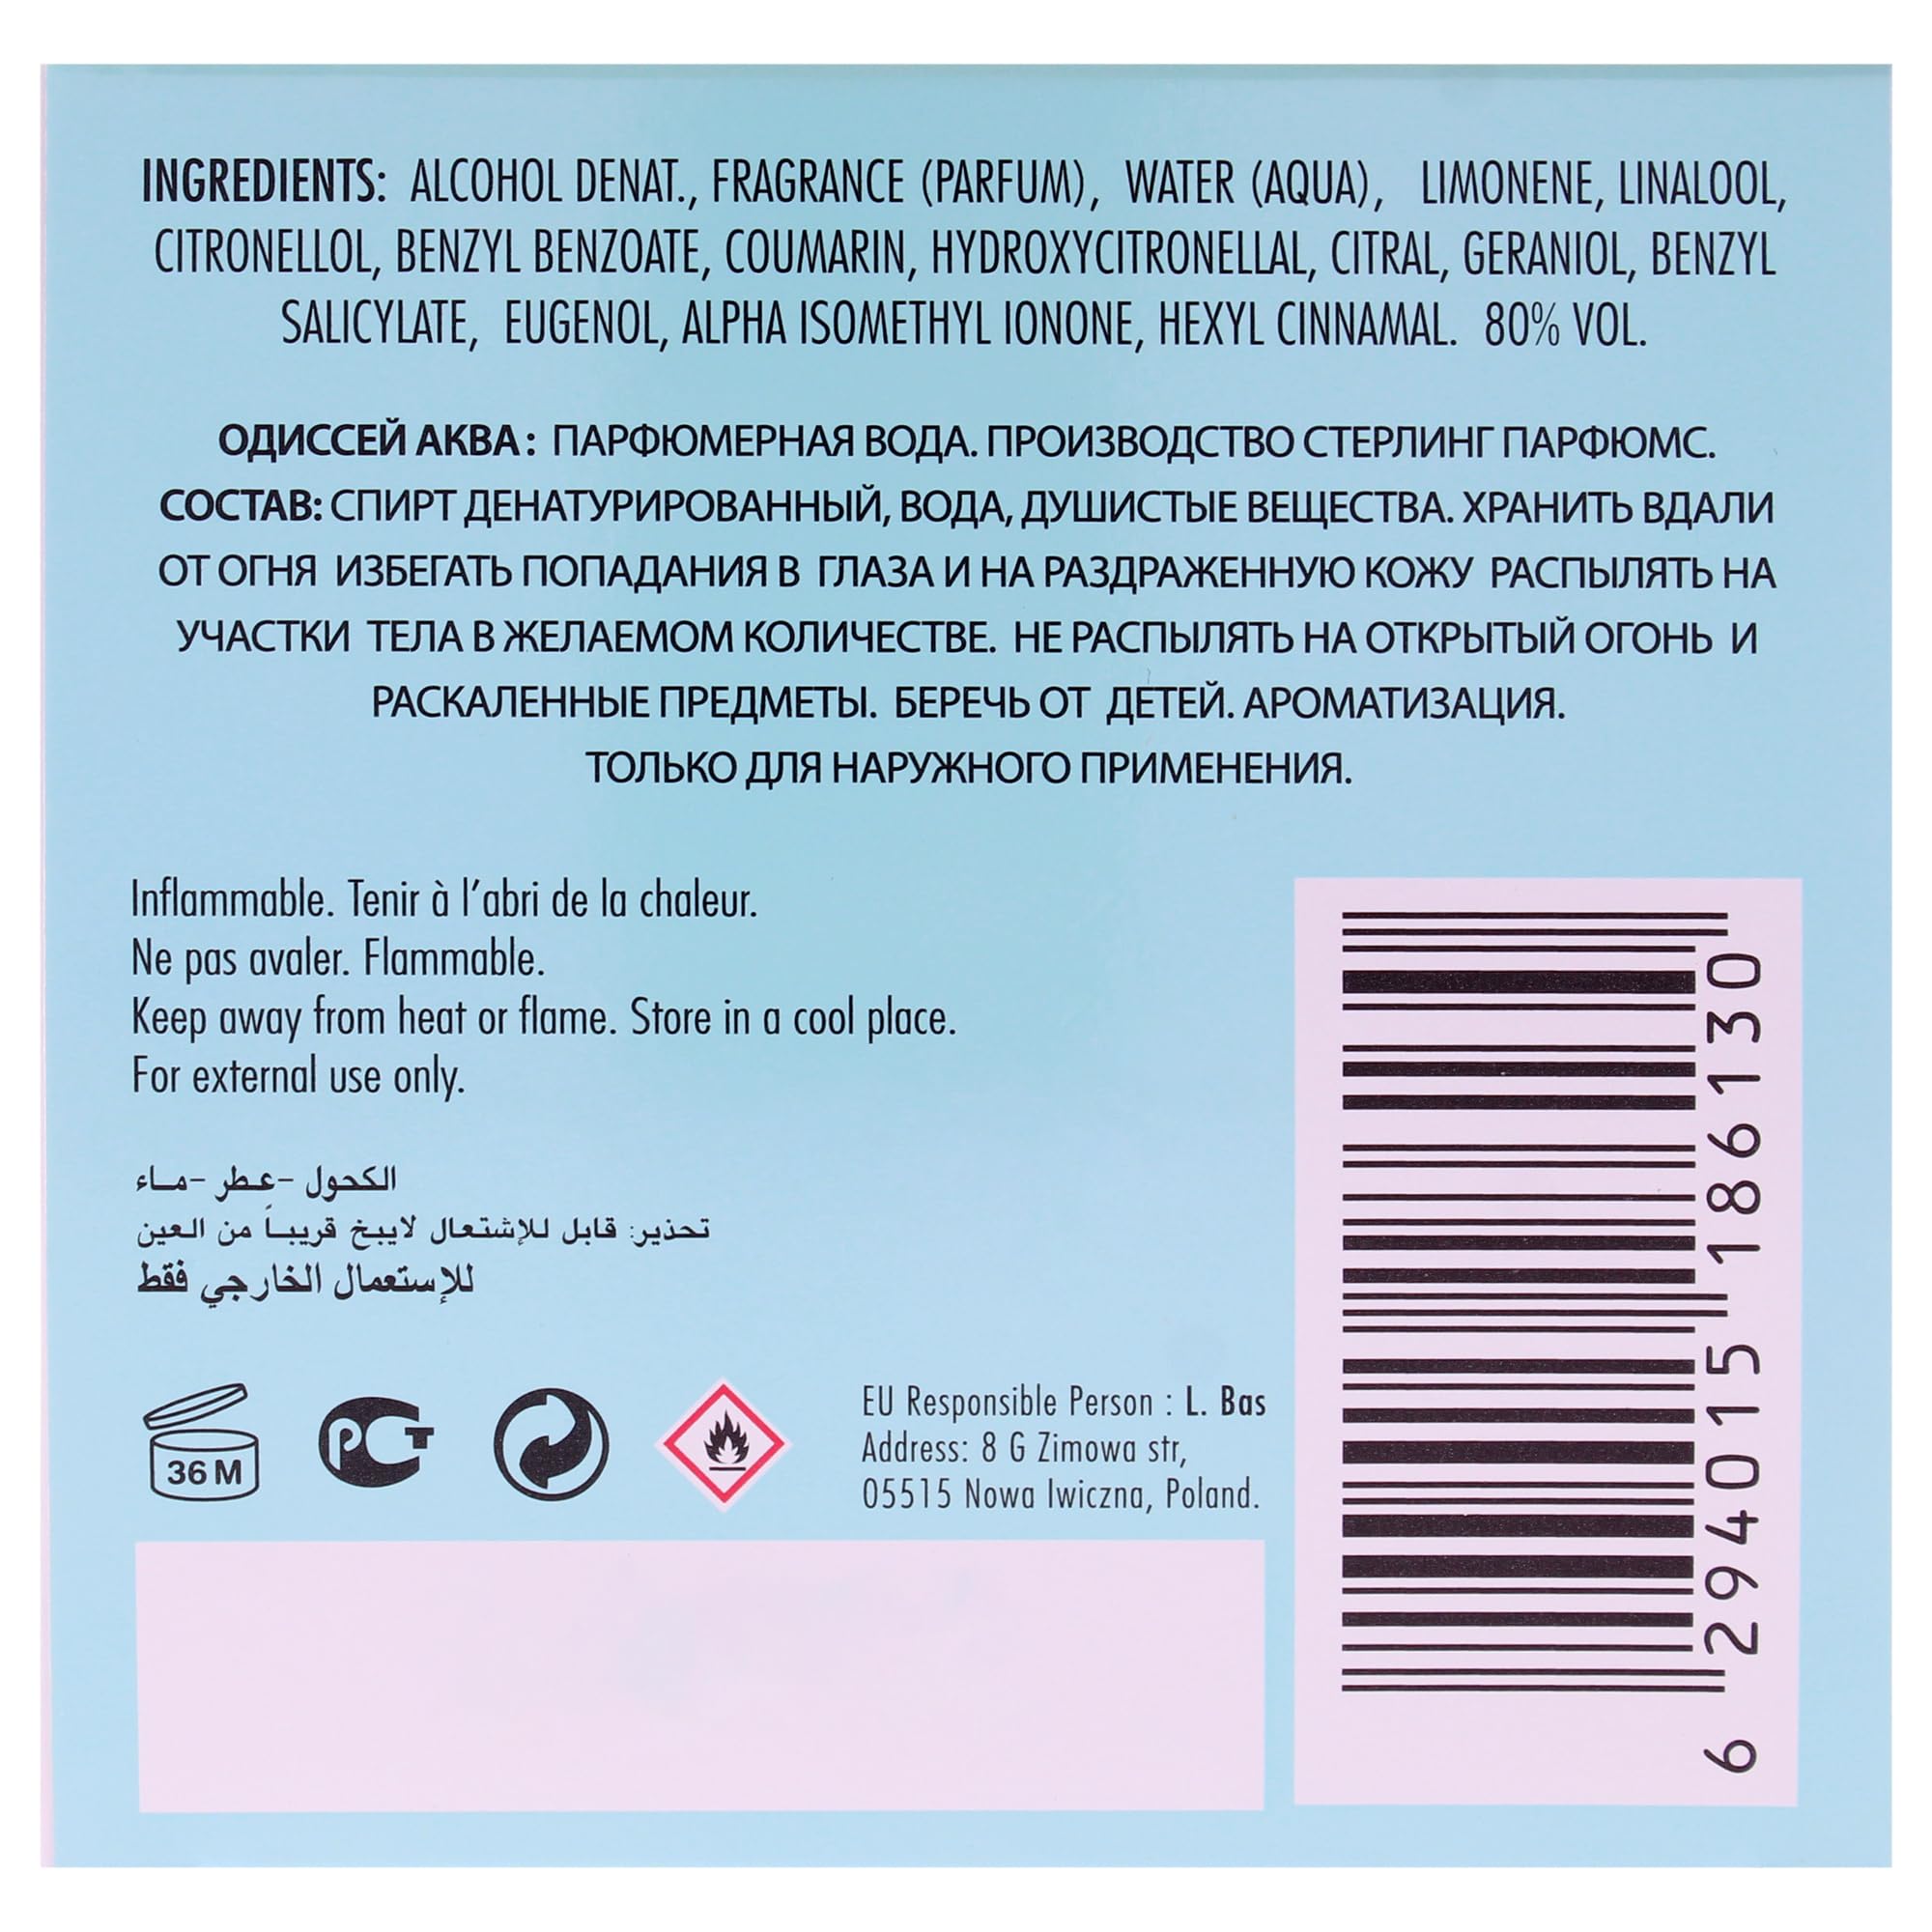 INGREDIENTS: ALCOHOL DENAT., FRAGRANCE (PARFUM), WATER (AQUA), LIMONENE, LINALOOL,
CITRONELLOL, BENZYL BENZOATE, COUMARIN, HYDROXYCITRONELLAL, CITRAL, GERANIOL, BENZYL
SALICYLATE, EUGENOL, ALPHA ISOMETHYL IONONE, HEXYL CINNAMAL. 80% VOL.
ОДИССЕЙ АКВА: ПАРФЮМЕРНАЯ ВОДА. ПРОИЗВОДСТВО СТЕРЛИНГ ПАРФЮМС.
СОСТАВ: СПИРТ ДЕНАТУРИРОВАННЫЙ, ВОДА, ДУШИСТЫЕ ВЕЩЕСТВА. ХРАНИТЬ ВДАЛИ
ОТ ОГНЯ ИЗБЕГАТЬ ПОПАДАНИЯ В ГЛАЗА И НА РАЗДРАЖЕННУЮ КОЖУ РАСПЫЛЯТЬ НА
УЧАСТКИ ТЕЛА В ЖЕЛАЕМОМ КОЛИЧЕСТВЕ. НЕ РАСПЫЛЯТЬ НА ОТКРЫТЫЙ ОГОНЬ И
РАСКАЛЕННЫЕ ПРЕДМЕТЫ. БЕРЕЧЬ ОТ ДЕТЕЙ. АРОМАТИЗАЦИЯ.
ТОЛЬКО ДЛЯ НАРУЖНОГО ПРИМЕНЕНИЯ.
Inflammable. Tenir à l'abri de la chaleur.
Ne pas avaler. Flammable.
Keep away from heat or flame. Store in a cool place.
For external use only.
الكحول -عطر -ماء
تحذير: قابل للإشتعال لايبخ قريباً من العين
للإستعمال الخارجي فقط
36 M
РСТ
EU Responsible Person : L. Bas
Address: 8 G Zimowa str,
05515 Nowa Iwiczna, Poland.
6 294015 186130